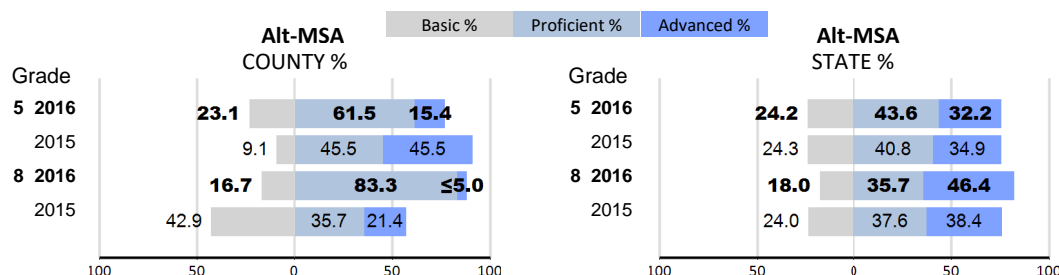 Basic % Proficient % Advanced %
Alt-MSA
COUNTY %
Grade
5 2016 23.1 61.5 15.4
2015 9.1 45.5 45.5
8 2016 16.7 83.3 ≤5.0
2015 42.9 35.7 21.4
100 50 0 50 100
Alt-MSA
STATE %
Grade
5 2016 24.2 43.6 32.2
2015 24.3 40.8 34.9
8 2016 18.0 35.7 46.4
2015 24.0 37.6 38.4
100 50 0 50 100